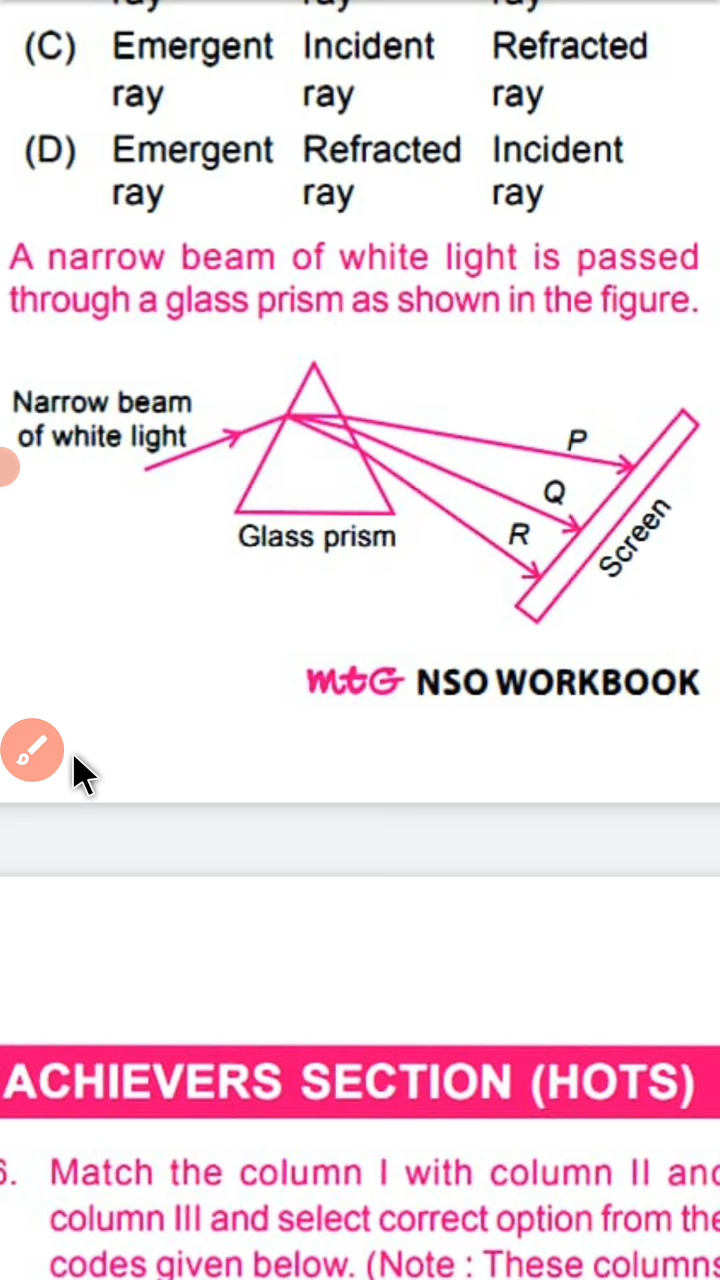 (C) Emergent Incident Refracted
ray ray ray
(D) Emergent Refracted Incident
ray ray ray
A narrow beam of white light is passed
through a glass prism as shown in the figure.
Narrow beam
of white light
P
Q
R
Screen
Glass prism
mtG NSO WORKBOOK
ACHIEVERS SECTION (HOTS)
6. Match the column I with column II and
column III and select correct option from the
codes given below. (Note : These columns